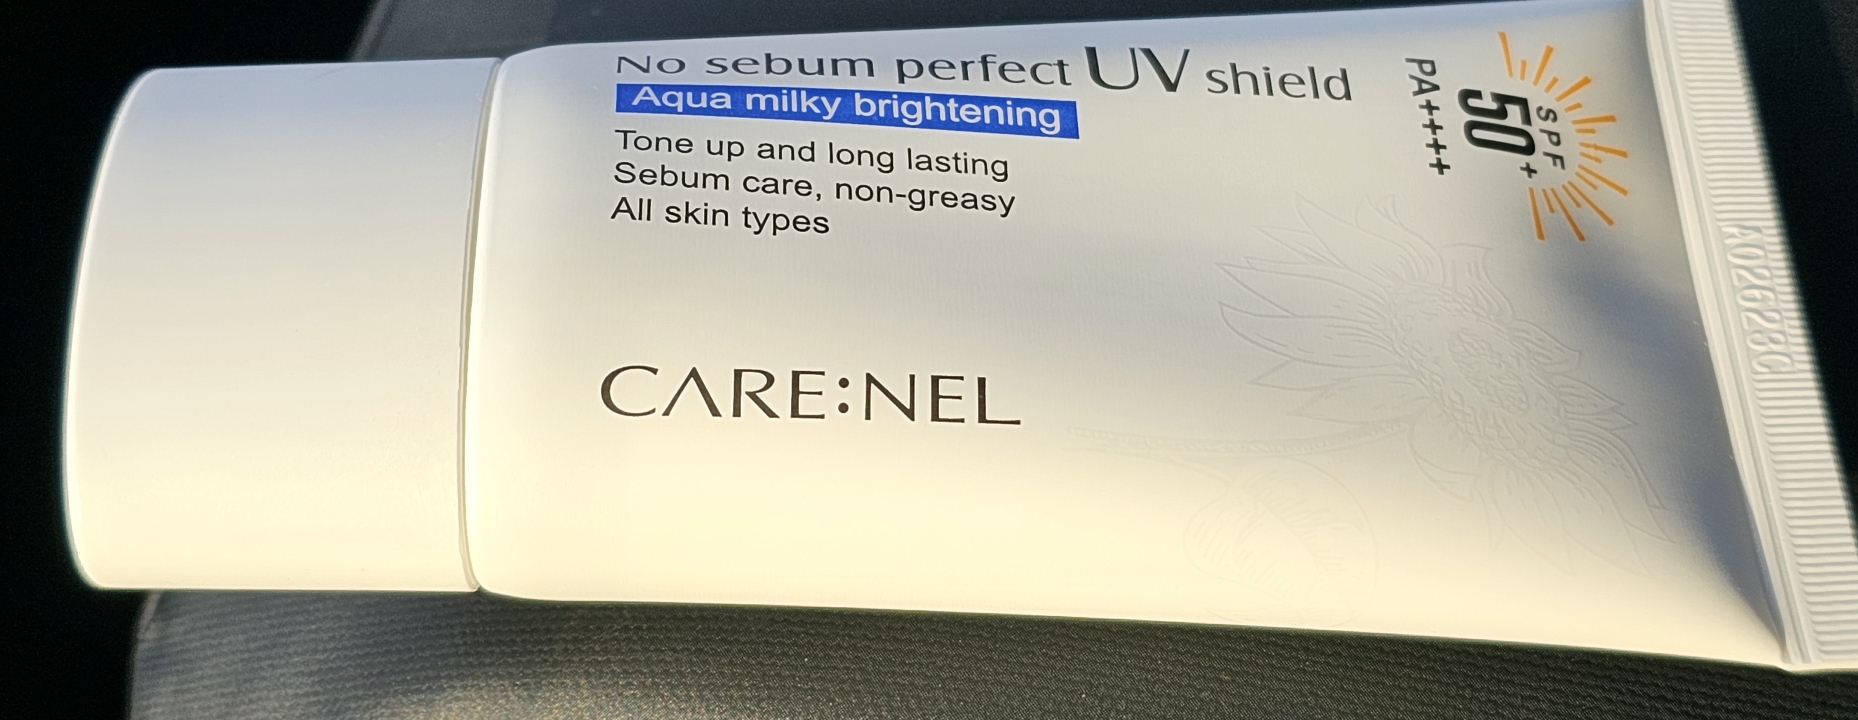 No sebum perfect UV shield
Aqua milky brightening
Tone up and long lasting
Sebum care, non-greasy
All skin types
SPF
50+
PA++++
CARE:NEL